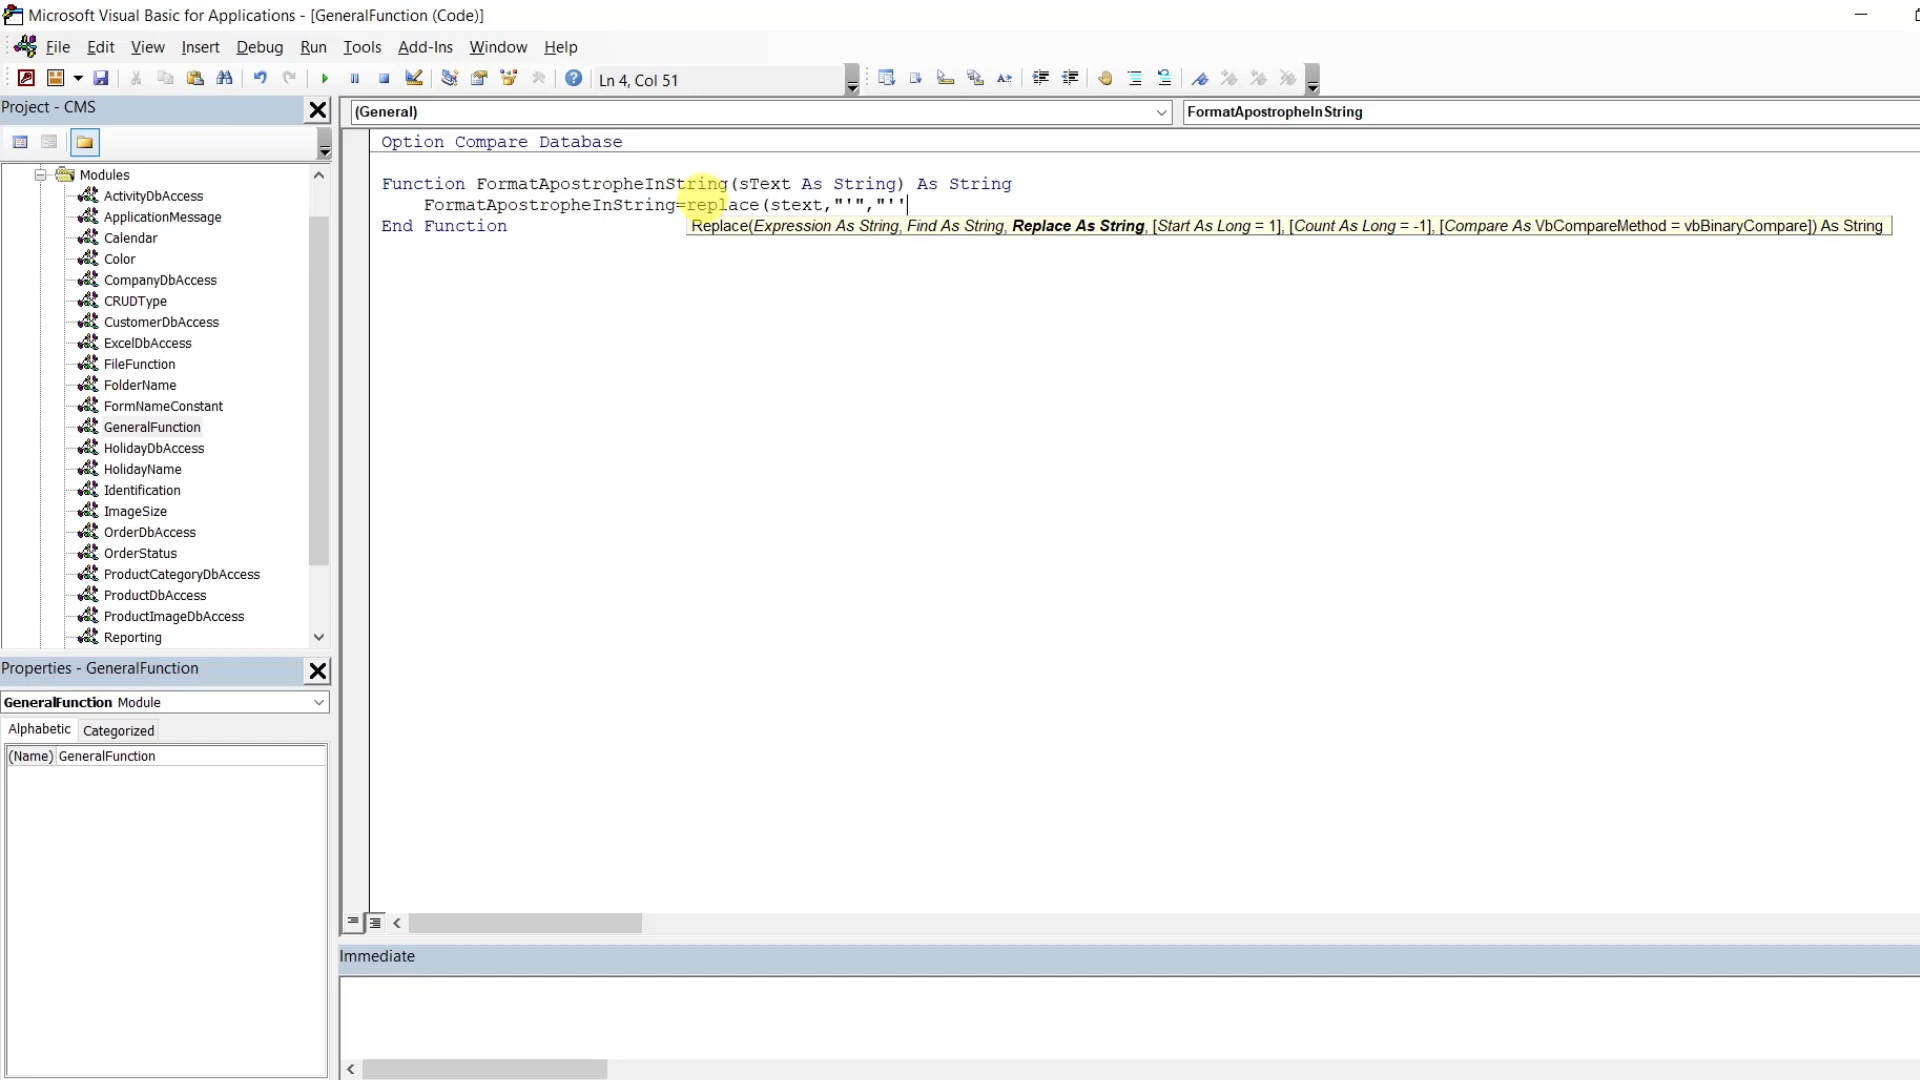 Microsoft Visual Basic for Applications - [GeneralFunction (Code)]
File Edit View Insert Debug Run Tools Add-Ins Window Help
Ln 4, Col 51
Project - CMS
(General)
FormatApostropheInString
Modules
ActivityDbAccess
ApplicationMessage
Calendar
Color
CompanyDbAccess
CRUDType
CustomerDbAccess
ExcelDbAccess
FileFunction
FolderName
FormNameConstant
GeneralFunction
HolidayDbAccess
HolidayName
Identification
ImageSize
OrderDbAccess
OrderStatus
ProductCategoryDbAccess
ProductDbAccess
ProductImageDbAccess
Reporting
Option Compare Database
Function FormatApostropheInString(sText As String) As String
FormatApostropheInString=replace(stext,"'","''
End Function
Replace(Expression As String, Find As String, Replace As String, [Start As Long = 1], [Count As Long = -1], [Compare As VbCompareMethod = vbBinaryCompare]) As String
Properties - GeneralFunction
GeneralFunction Module
Alphabetic Categorized
(Name) GeneralFunction
Immediate